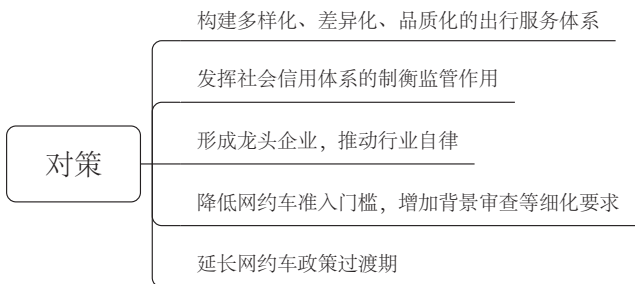 构建多样化、差异化、品质化的出行服务体系
发挥社会信用体系的制衡监管作用
形成龙头企业，推动行业自律
对策
降低网约车准入门槛，增加背景审查等细化要求
延长网约车政策过渡期